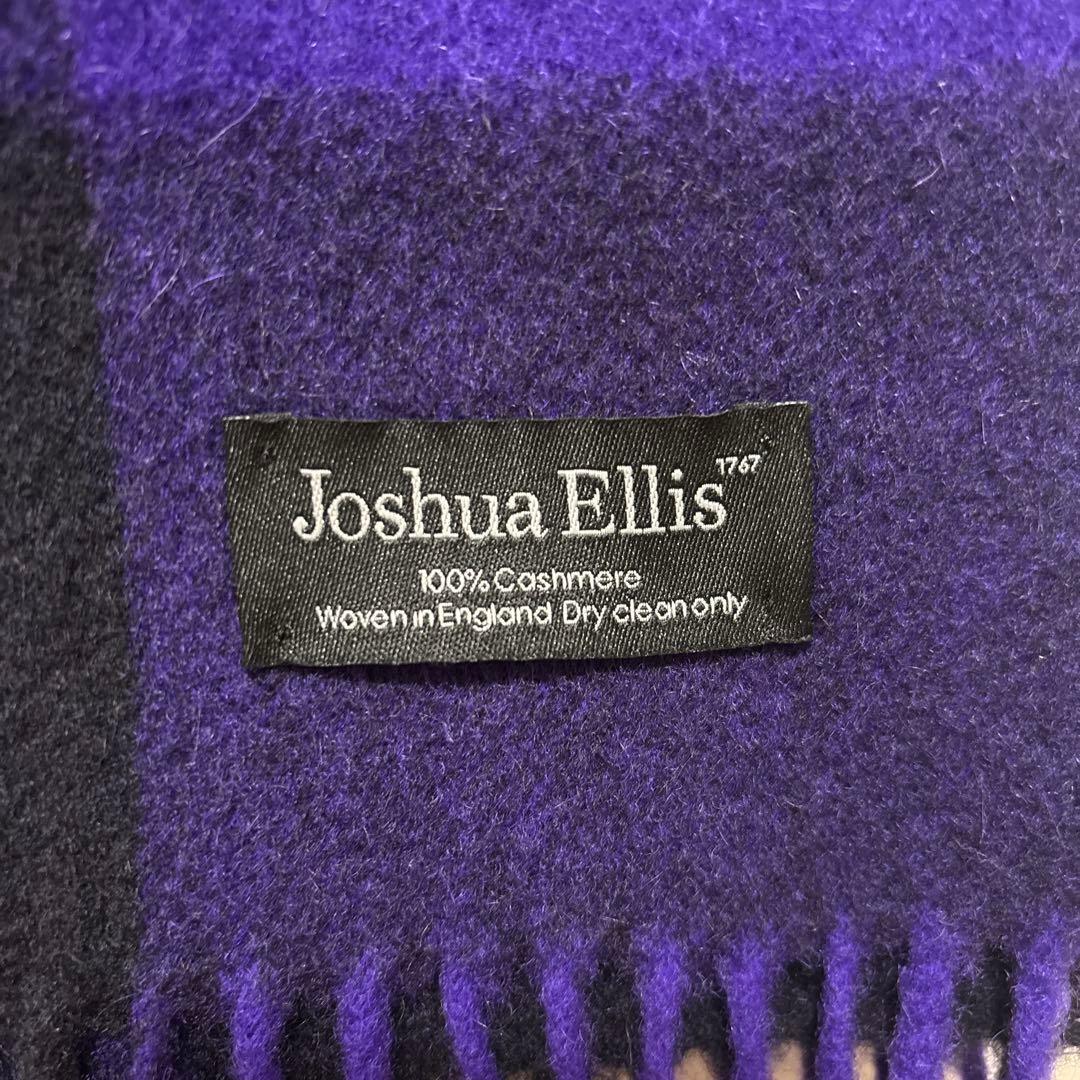 Joshua Ellis 1767
100% Cashmere
Woven in England Dry clean only